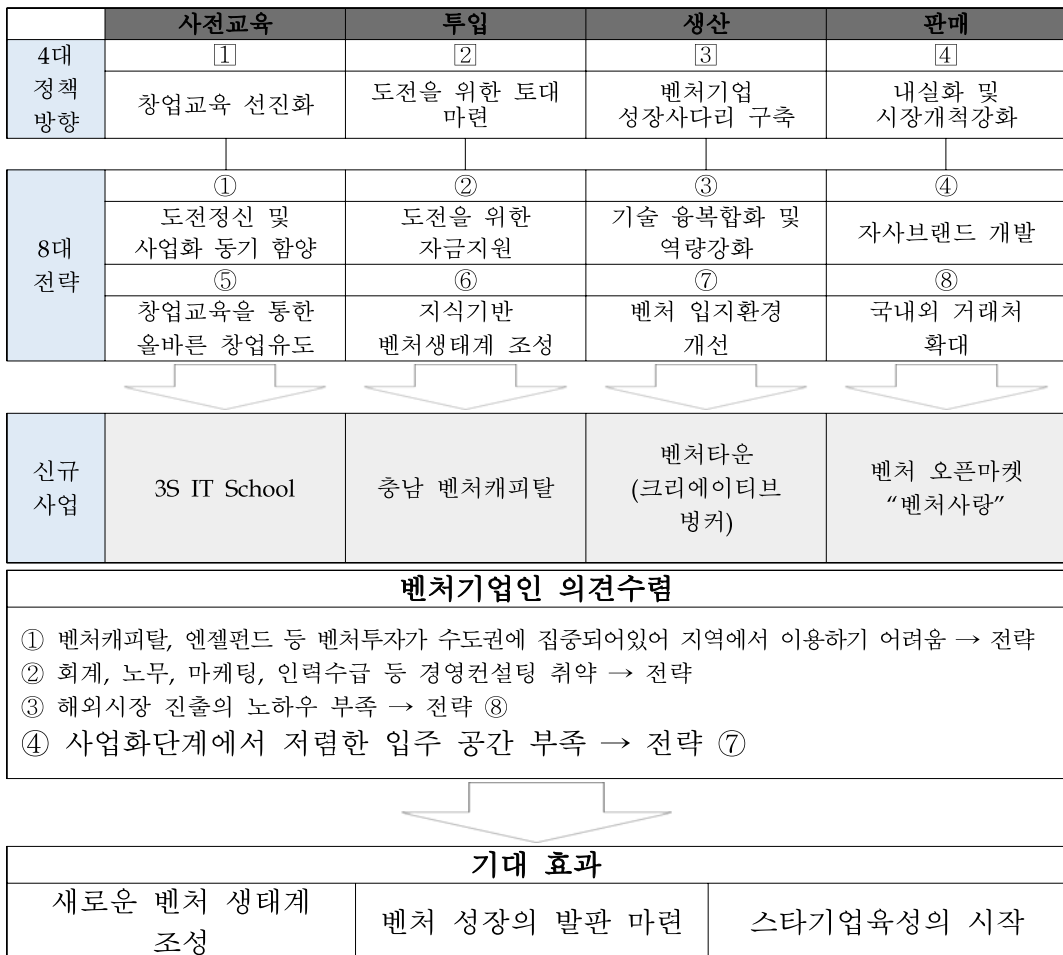 사전교육 투입 생산 판매
4대 정책 방향
1 2 3 4
창업교육 선진화
도전을 위한 토대
마련
벤처기업
성장사다리 구축
내실화 및
시장개척강화
8대
전략
① ② ③ ④
도전정신 및
사업화 동기 함양
도전을 위한
자금지원
기술 융복합화 및
역량강화
자사브랜드 개발
⑤ ⑥ ⑦ ⑧
창업교육을 통한
올바른 창업유도
지식기반
벤처생태계 조성
벤처 입지환경
개선
국내외 거래처
확대
신규
사업
3S IT School
충남 벤처캐피탈
벤처타운
(크리에이티브
벙커)
벤처 오픈마켓
“벤처사랑”
벤처기업인 의견수렴
① 벤처캐피탈, 엔젤펀드 등 벤처투자가 수도권에 집중되어있어 지역에서 이용하기 어려움 → 전략
② 회계, 노무, 마케팅, 인력수급 등 경영컨설팅 취약 → 전략
③ 해외시장 진출의 노하우 부족 → 전략 ⑧
④ 사업화단계에서 저렴한 입주 공간 부족 → 전략 ⑦
기대 효과
새로운 벤처 생태계
조성
벤처 성장의 발판 마련
스타기업육성의 시작